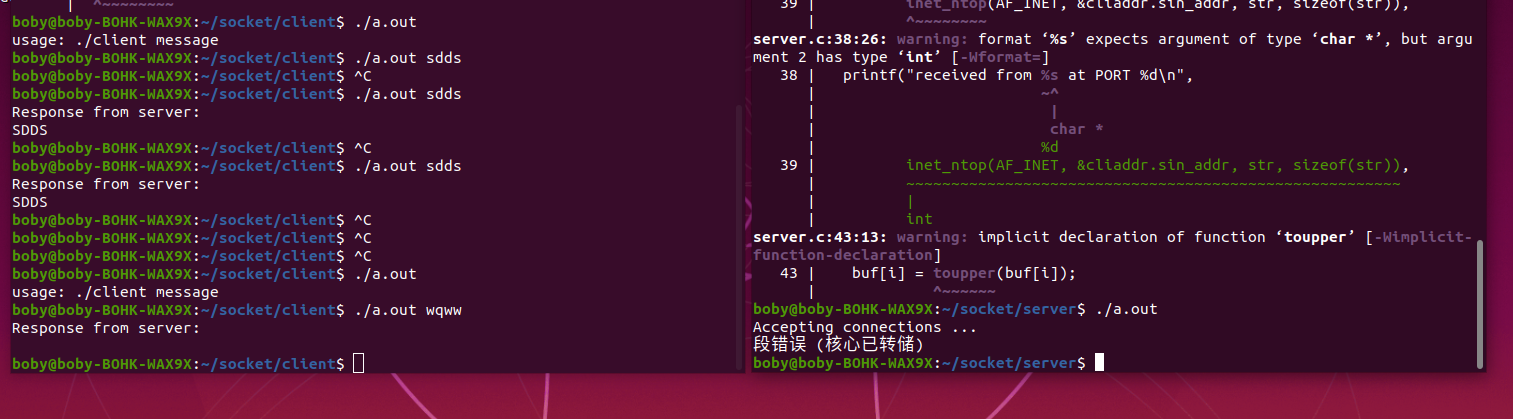 |  ^~~~~~~~~
boby@boby-BOHK-WAX9X:~/socket/client$ ./a.out
usage: ./client message
boby@boby-BOHK-WAX9X:~/socket/client$ ./a.out sdds
boby@boby-BOHK-WAX9X:~/socket/client$ ^C
boby@boby-BOHK-WAX9X:~/socket/client$ ./a.out sdds
Response from server:
SDDS
boby@boby-BOHK-WAX9X:~/socket/client$ ^C
boby@boby-BOHK-WAX9X:~/socket/client$ ./a.out sdds
Response from server:
SDDS
boby@boby-BOHK-WAX9X:~/socket/client$ ^C
boby@boby-BOHK-WAX9X:~/socket/client$ ^C
boby@boby-BOHK-WAX9X:~/socket/client$ ^C
boby@boby-BOHK-WAX9X:~/socket/client$ ./a.out
usage: ./client message
boby@boby-BOHK-WAX9X:~/socket/client$ ./a.out wqww
Response from server:
boby@boby-BOHK-WAX9X:~/socket/client$
39 |          inet_ntop(AF_INET, &cliaddr.sin_addr, str, sizeof(str)),
|          ^~~~~~~~~
server.c:38:26: warning: format ‘%s’ expects argument of type ‘char *’, but argu
ment 2 has type ‘int’ [-Wformat=]
38 |   printf("received from %s at PORT %d\n",
|                         ~^
|                          |
|                          char *
|                         %d
39 |          inet_ntop(AF_INET, &cliaddr.sin_addr, str, sizeof(str)),
|          ~~~~~~~~~~~~~~~~~~~~~~~~~~~~~~~~~~~~~~~~~~~~~~~~~~~~~~~
|          |
|          int
server.c:43:13: warning: implicit declaration of function ‘toupper’ [-Wimplicit-
function-declaration]
43 |    buf[i] = toupper(buf[i]);
|             ^~~~~~~
boby@boby-BOHK-WAX9X:~/socket/server$ ./a.out
Accepting connections ...
段错误 (核心已转储)
boby@boby-BOHK-WAX9X:~/socket/server$